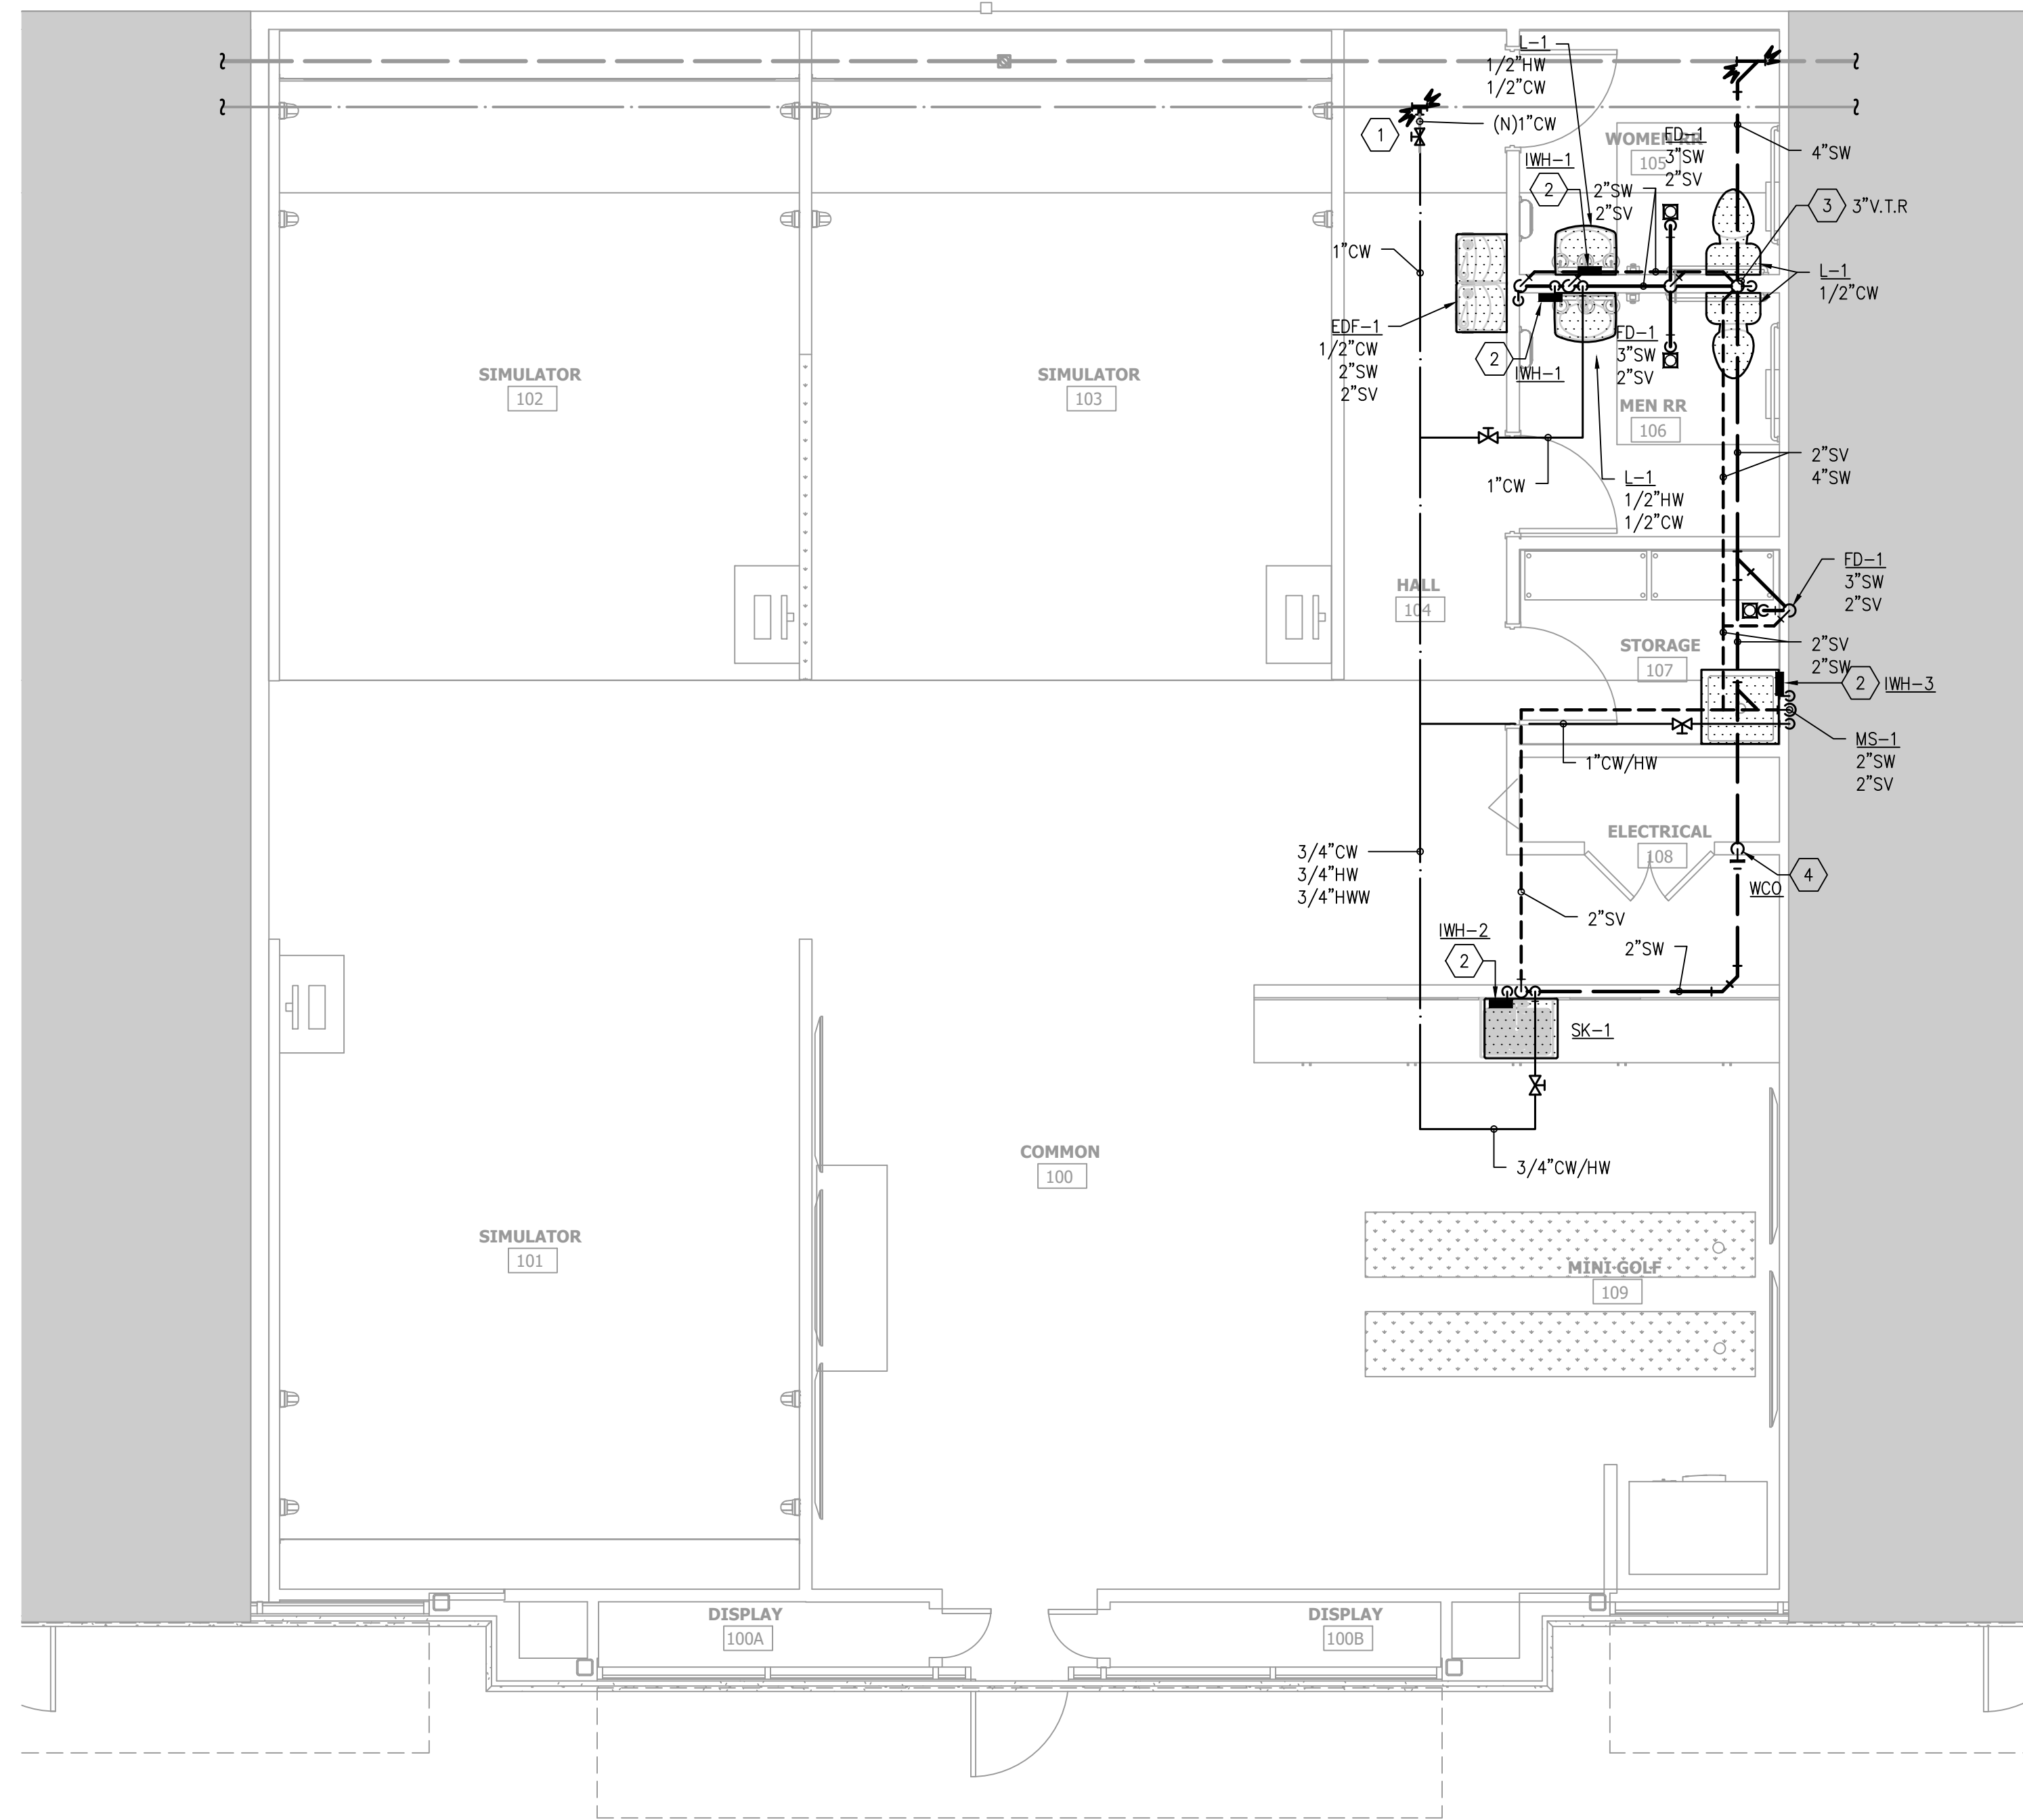 L-1
1/2"HW
1/2"CW
1
(N)1"CW
WOMEN RR
105
FD-1
3"SW
2"SV
4"SW
IWH-1
2
2"SW
2"SV
3
3"V.T.R
1"CW
L-1
1/2"CW
EDF-1
1/2"CW
2"SW
2"SV
2
IWH-1
FD-1
3"SW
2"SV
SIMULATOR
102
SIMULATOR
103
MEN RR
106
2"SV
4"SW
1"CW
L-1
1/2"HW
1/2"CW
FD-1
3"SW
2"SV
HALL
104
STORAGE
107
2"SV
2"SW
2
IWH-3
MS-1
2"SW
2"SV
1"CW/HW
3/4"CW
3/4"HW
3/4"HWW
ELECTRICAL
108
4
WCO
2"SV
IWH-2
2
2"SW
SK-1
COMMON
100
3/4"CW/HW
SIMULATOR
101
MINI GOLF
109
DISPLAY
100A
DISPLAY
100B